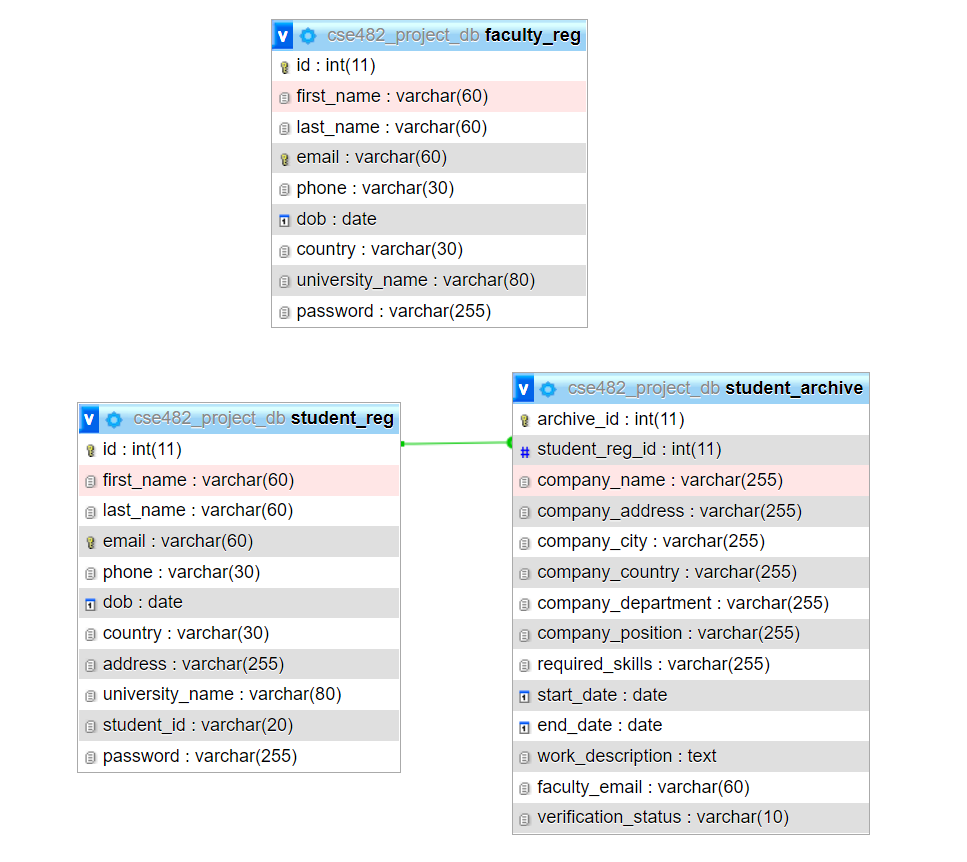 v cse482_project_db faculty_reg
id : int(11)
first_name : varchar(60)
last_name : varchar(60)
email : varchar(60)
phone : varchar(30)
dob : date
country : varchar(30)
university_name : varchar(80)
password : varchar(255)
v cse482_project_db student_reg
id : int(11)
first_name : varchar(60)
last_name : varchar(60)
email : varchar(60)
phone : varchar(30)
dob : date
country : varchar(30)
address : varchar(255)
university_name : varchar(80)
student_id : varchar(20)
password : varchar(255)
v cse482_project_db student_archive
archive_id : int(11)
# student_reg_id : int(11)
company_name : varchar(255)
company_address : varchar(255)
company_city : varchar(255)
company_country : varchar(255)
company_department : varchar(255)
company_position : varchar(255)
required_skills : varchar(255)
start_date : date
end_date : date
work_description : text
faculty_email : varchar(60)
verification_status : varchar(10)